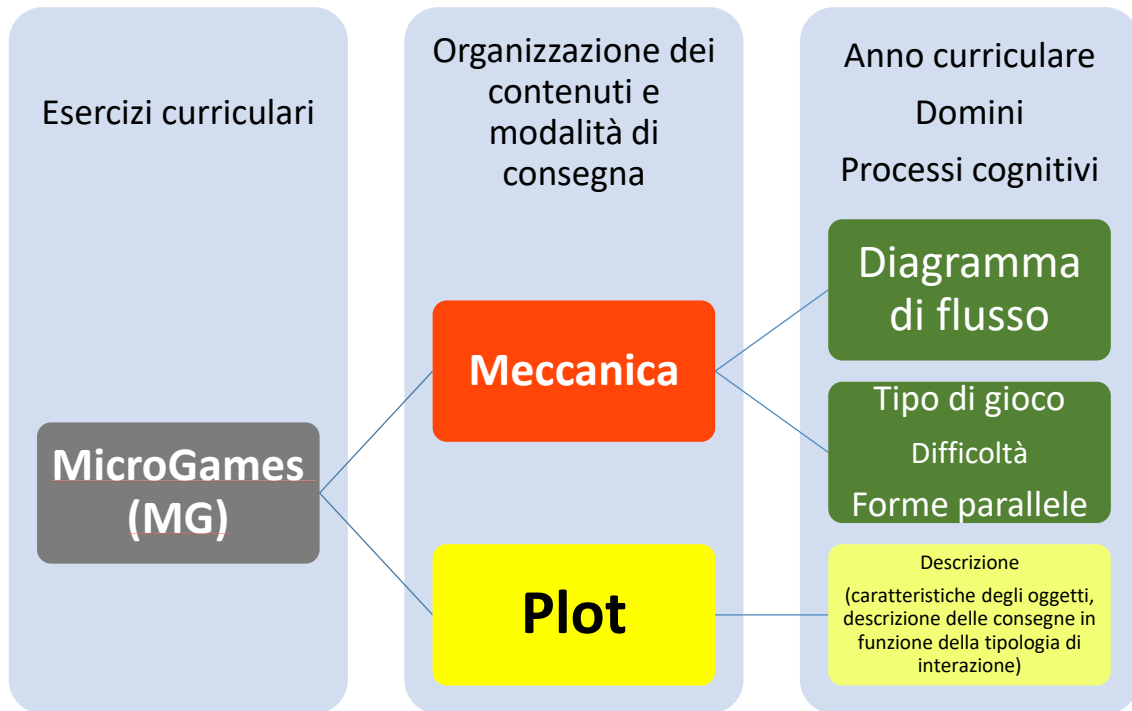 Esercizi curriculari
MicroGames
(MG)
Organizzazione dei
contenuti e
modalità di
consegna
Meccanica
Plot
Anno curriculare
Domini
Processi cognitivi
Diagramma
di flusso
Tipo di gioco
Difficoltà
Forme parallele
Descrizione
(caratteristiche degli oggetti,
descrizione delle consegne in
funzione della tipologia di
interazione)